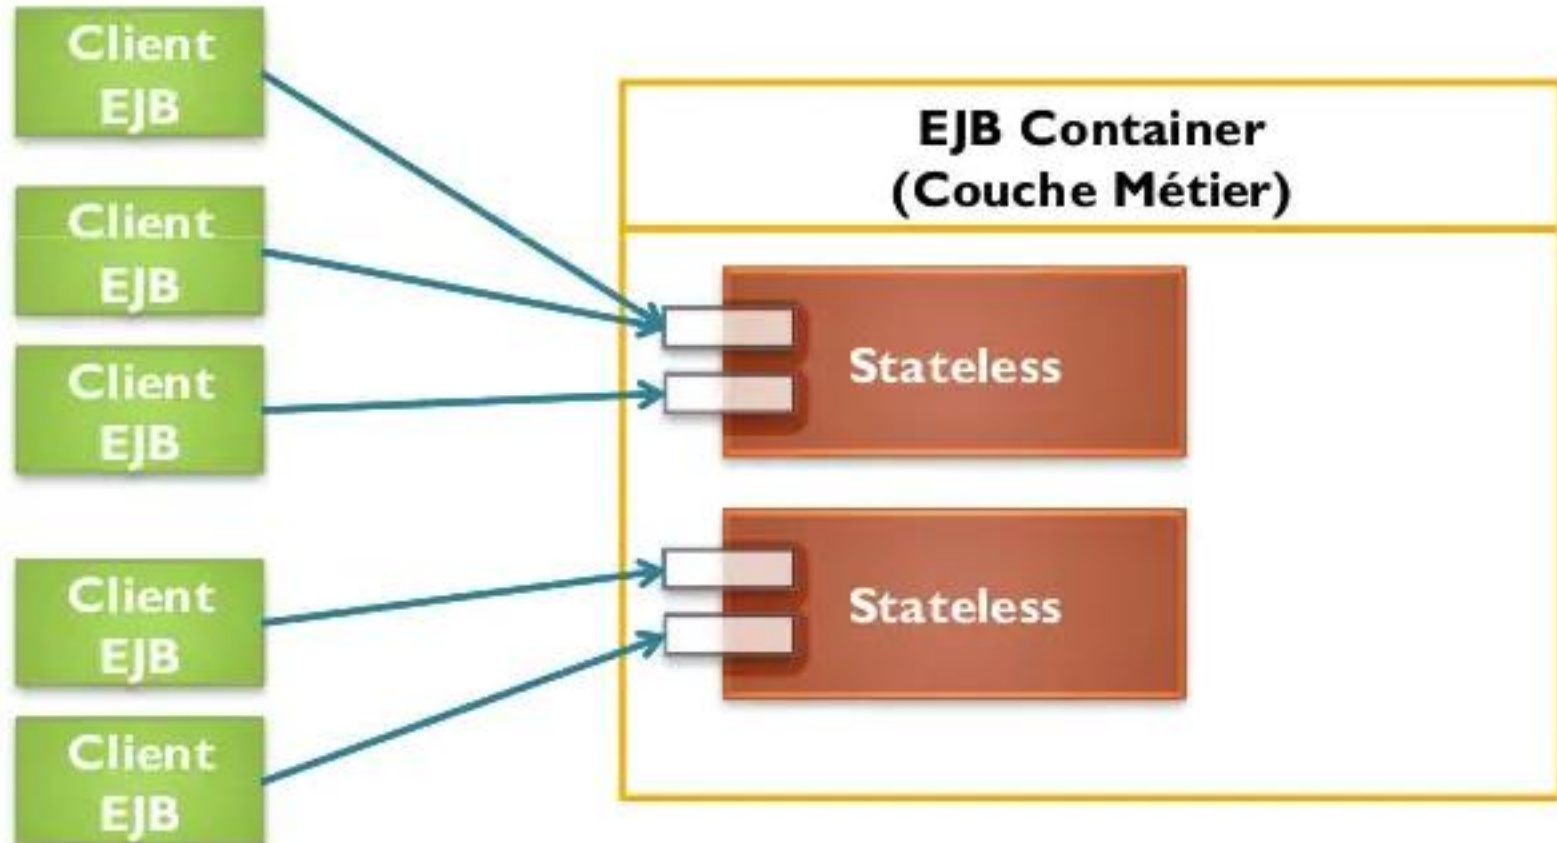 Client
EJB
Client
EJB
Client
EJB
Client
EJB
Client
EJB
EJB Container
(Couche Métier)
Stateless
Stateless